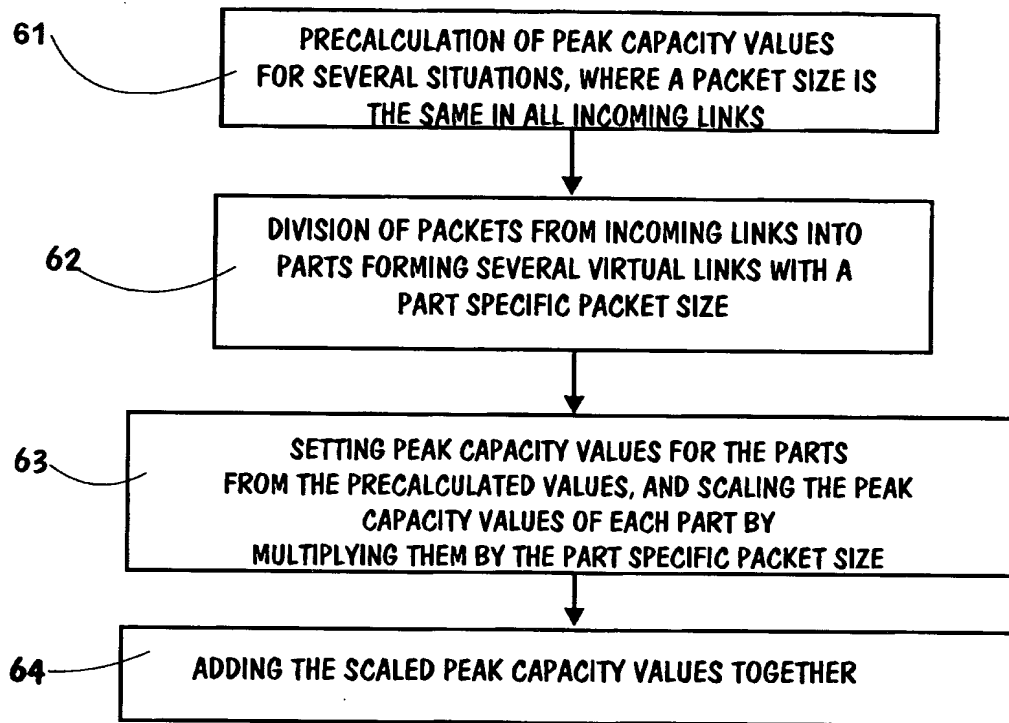 61
PRECALCULATION OF PEAK CAPACITY VALUES
FOR SEVERAL SITUATIONS, WHERE A PACKET SIZE IS
THE SAME IN ALL INCOMING LINKS
62
DIVISION OF PACKETS FROM INCOMING LINKS INTO
PARTS FORMING SEVERAL VIRTUAL LINKS WITH A
PART SPECIFIC PACKET SIZE
63
SETTING PEAK CAPACITY VALUES FOR THE PARTS
FROM THE PRECALCULATED VALUES, AND SCALING THE PEAK
CAPACITY VALUES OF EACH PART BY
MULTIPLYING THEM BY THE PART SPECIFIC PACKET SIZE
64
ADDING THE SCALED PEAK CAPACITY VALUES TOGETHER